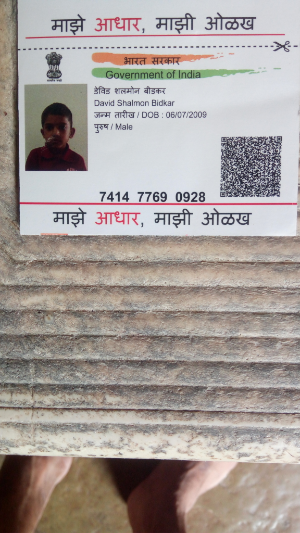 माझे आधार, माझी ओळख
भारत सरकार
Government of India
डेविड शलमोन बीडकर
David Shalmon Bidkar
जन्म तारीख / DOB : 06/07/2009
पुरुष / Male
7414 7769 0928
माझे आधार, माझी ओळख